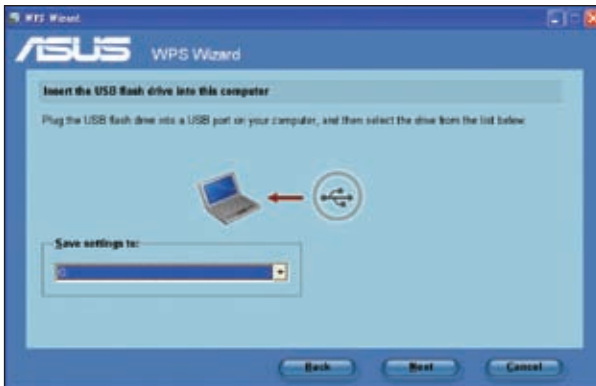 WPS Wizard
ASUS WPS Wizard
Insert the USB flash drive into this computer
Plug the USB flash drive into a USB port on your computer, and then select the drive from the list below.
Save settings to:
Back Next Cancel